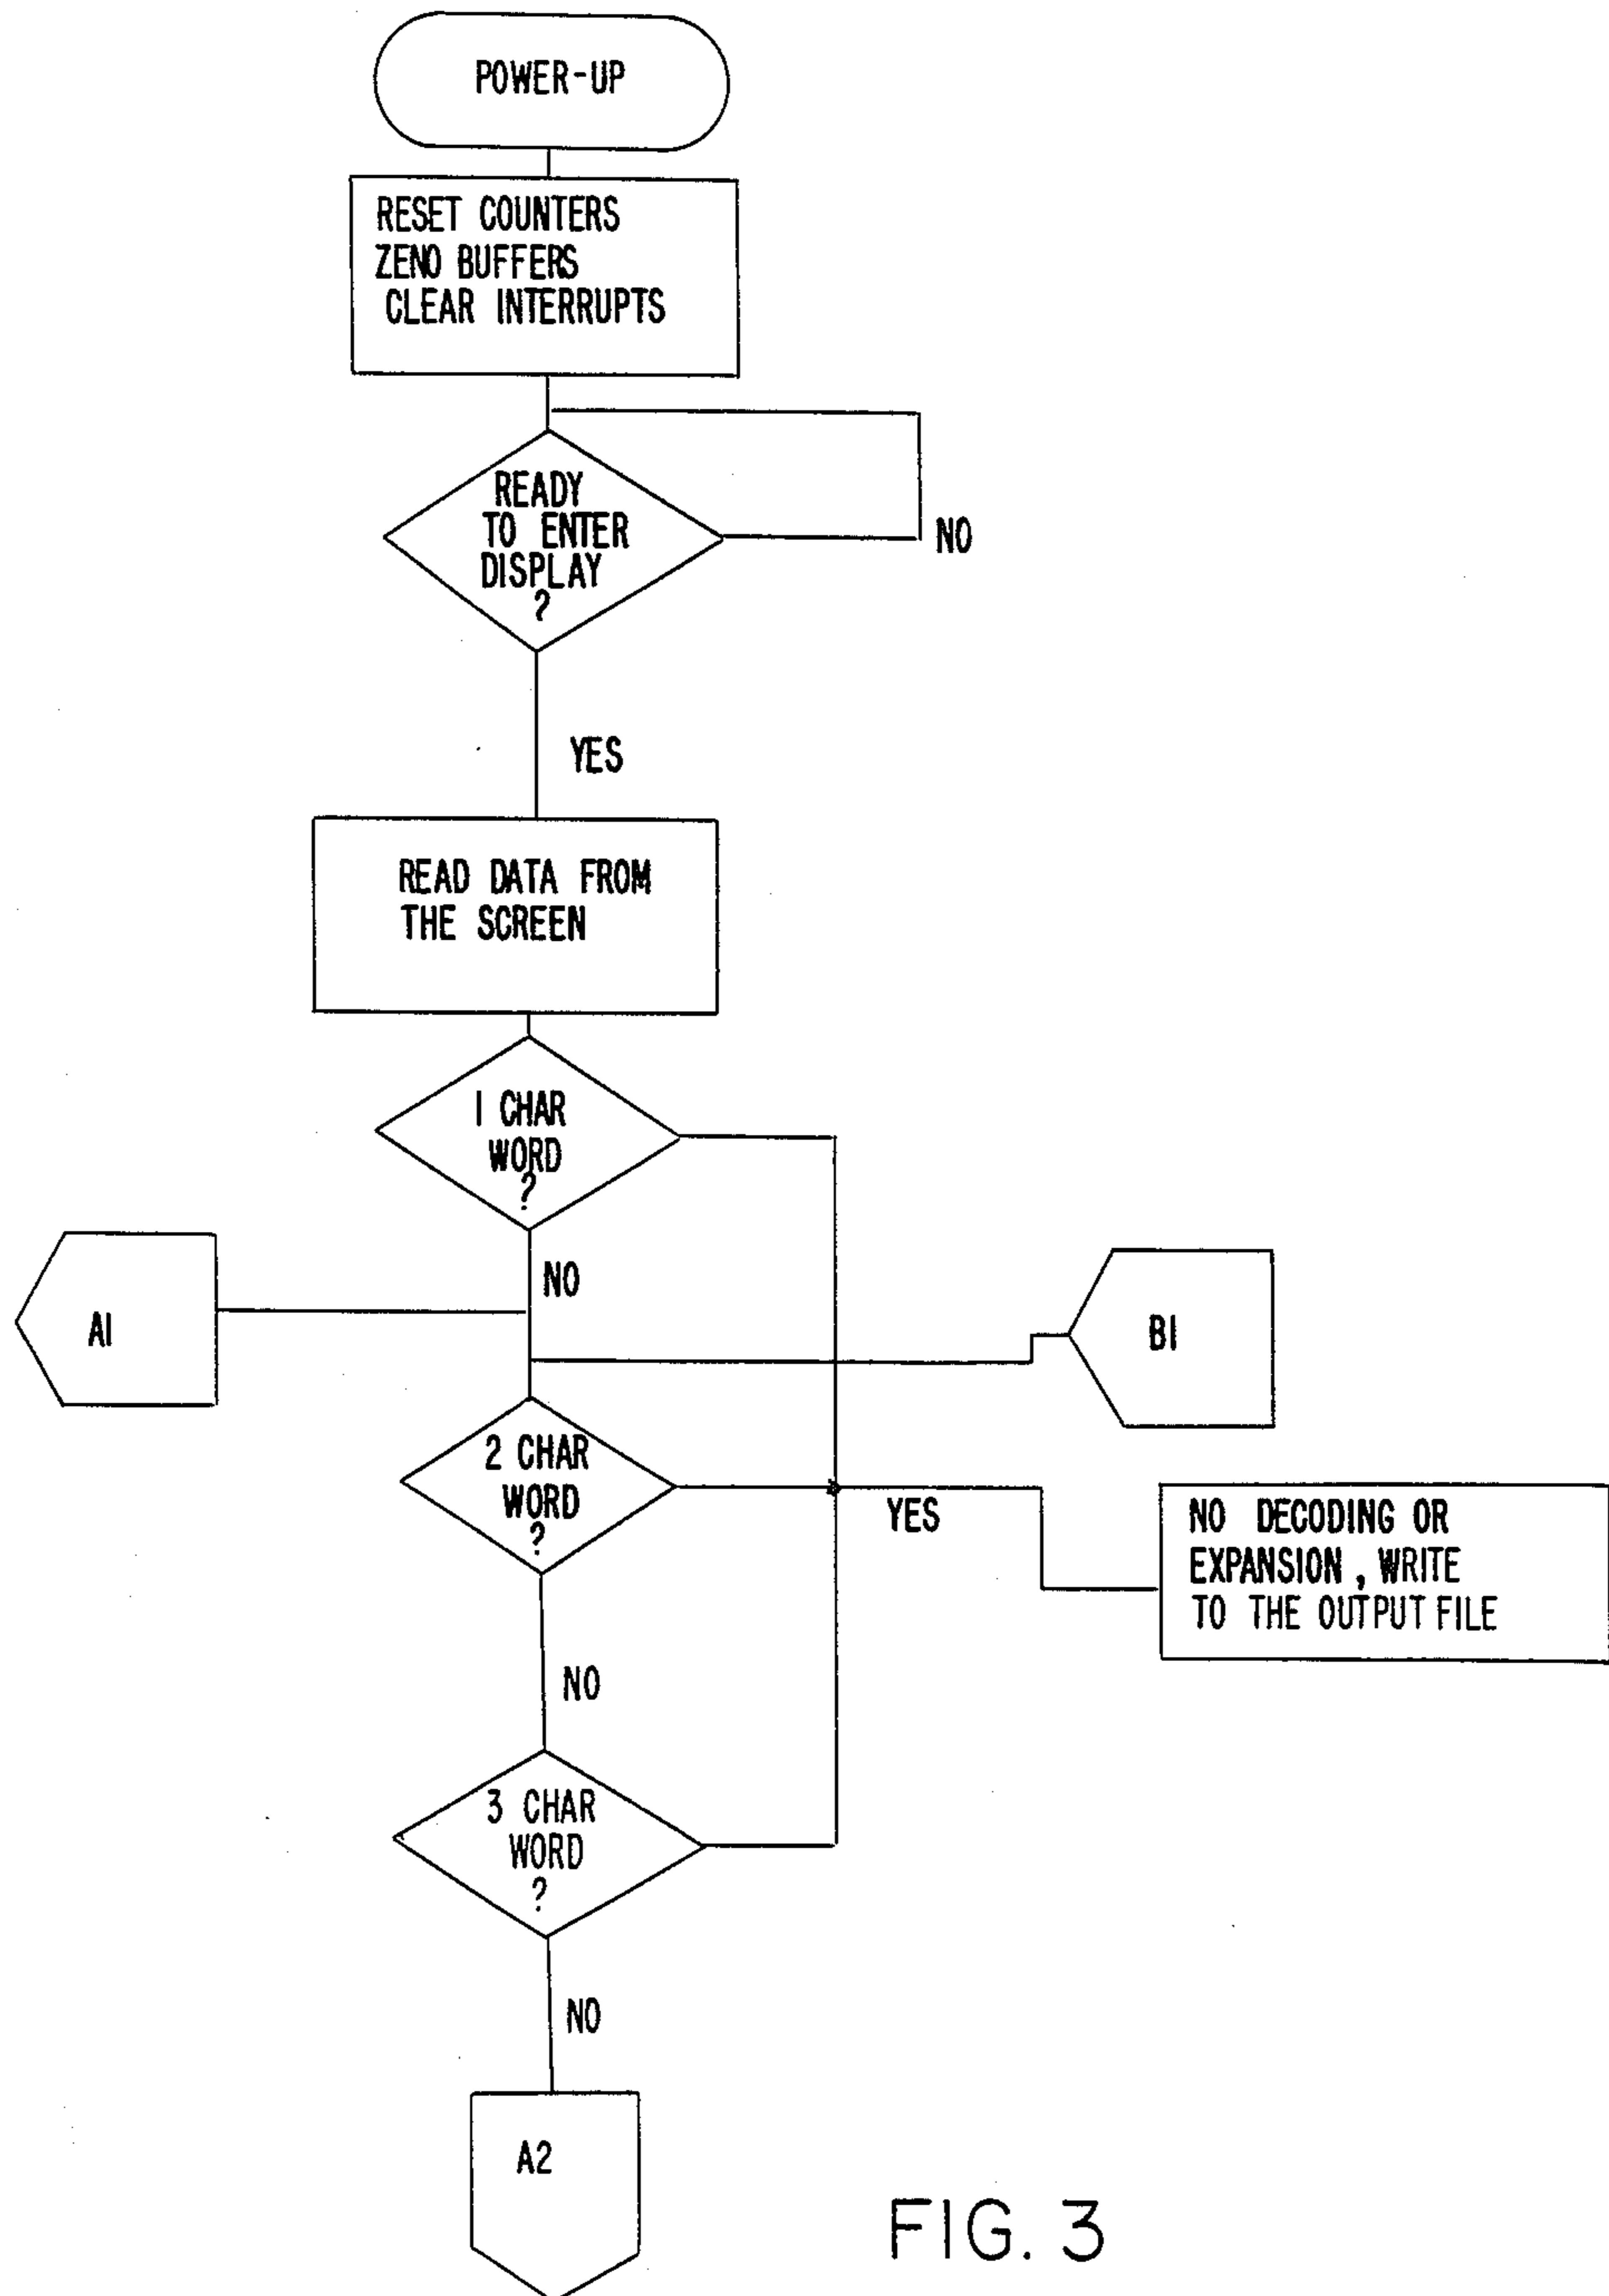 POWER-UP
RESET COUNTERS
ZENO BUFFERS
CLEAR INTERRUPTS
READY
TO ENTER
DISPLAY
?
NO
YES
READ DATA FROM
THE SCREEN
1 CHAR
WORD
?
NO
A1
B1
2 CHAR
WORD
?
YES
NO DECODING OR
EXPANSION, WRITE
TO THE OUTPUT FILE
NO
3 CHAR
WORD
?
NO
A2
FIG. 3